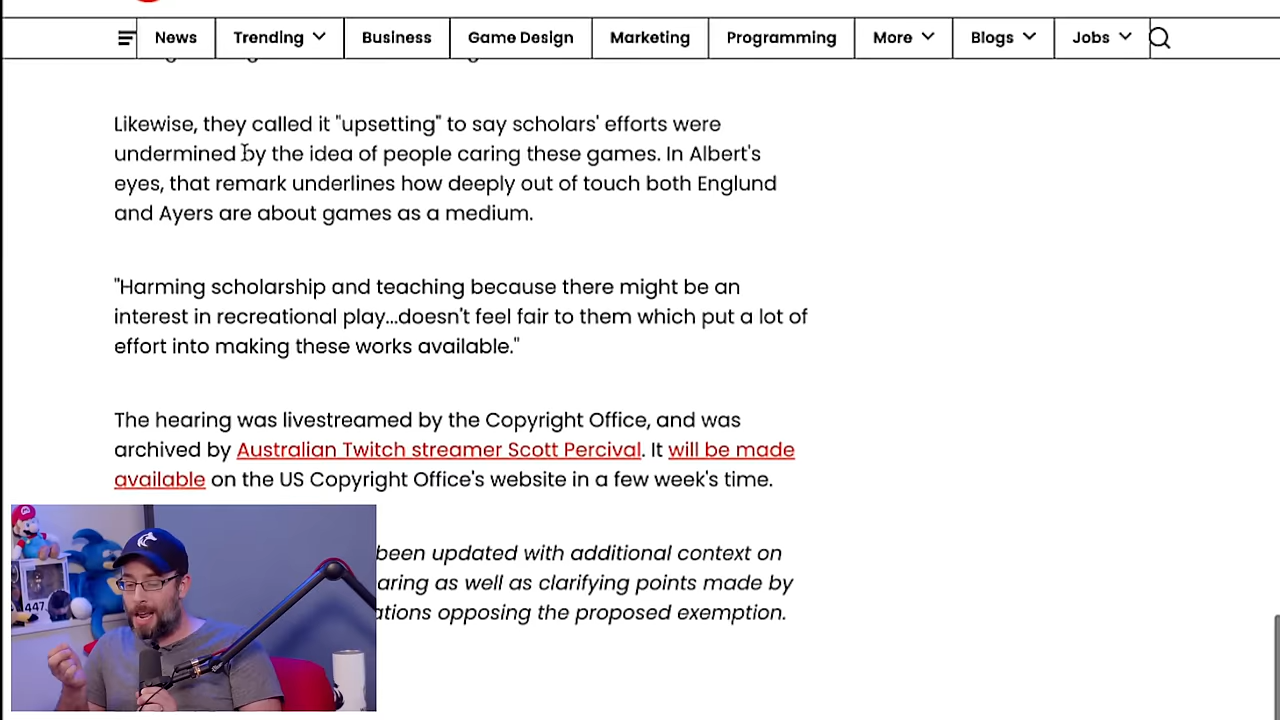 News
Trending
Business
Game Design
Marketing
Programming
More
Blogs
Jobs
Likewise, they called it "upsetting" to say scholars' efforts were
undermined by the idea of people caring these games. In Albert's
eyes, that remark underlines how deeply out of touch both Englund
and Ayers are about games as a medium.
"Harming scholarship and teaching because there might be an
interest in recreational play...doesn't feel fair to them which put a lot of
effort into making these works available."
The hearing was livestreamed by the Copyright Office, and was
archived by Australian Twitch streamer Scott Percival. It will be made
available on the US Copyright Office's website in a few week's time.
been updated with additional context on
aring as well as clarifying points made by
ations opposing the proposed exemption.
447